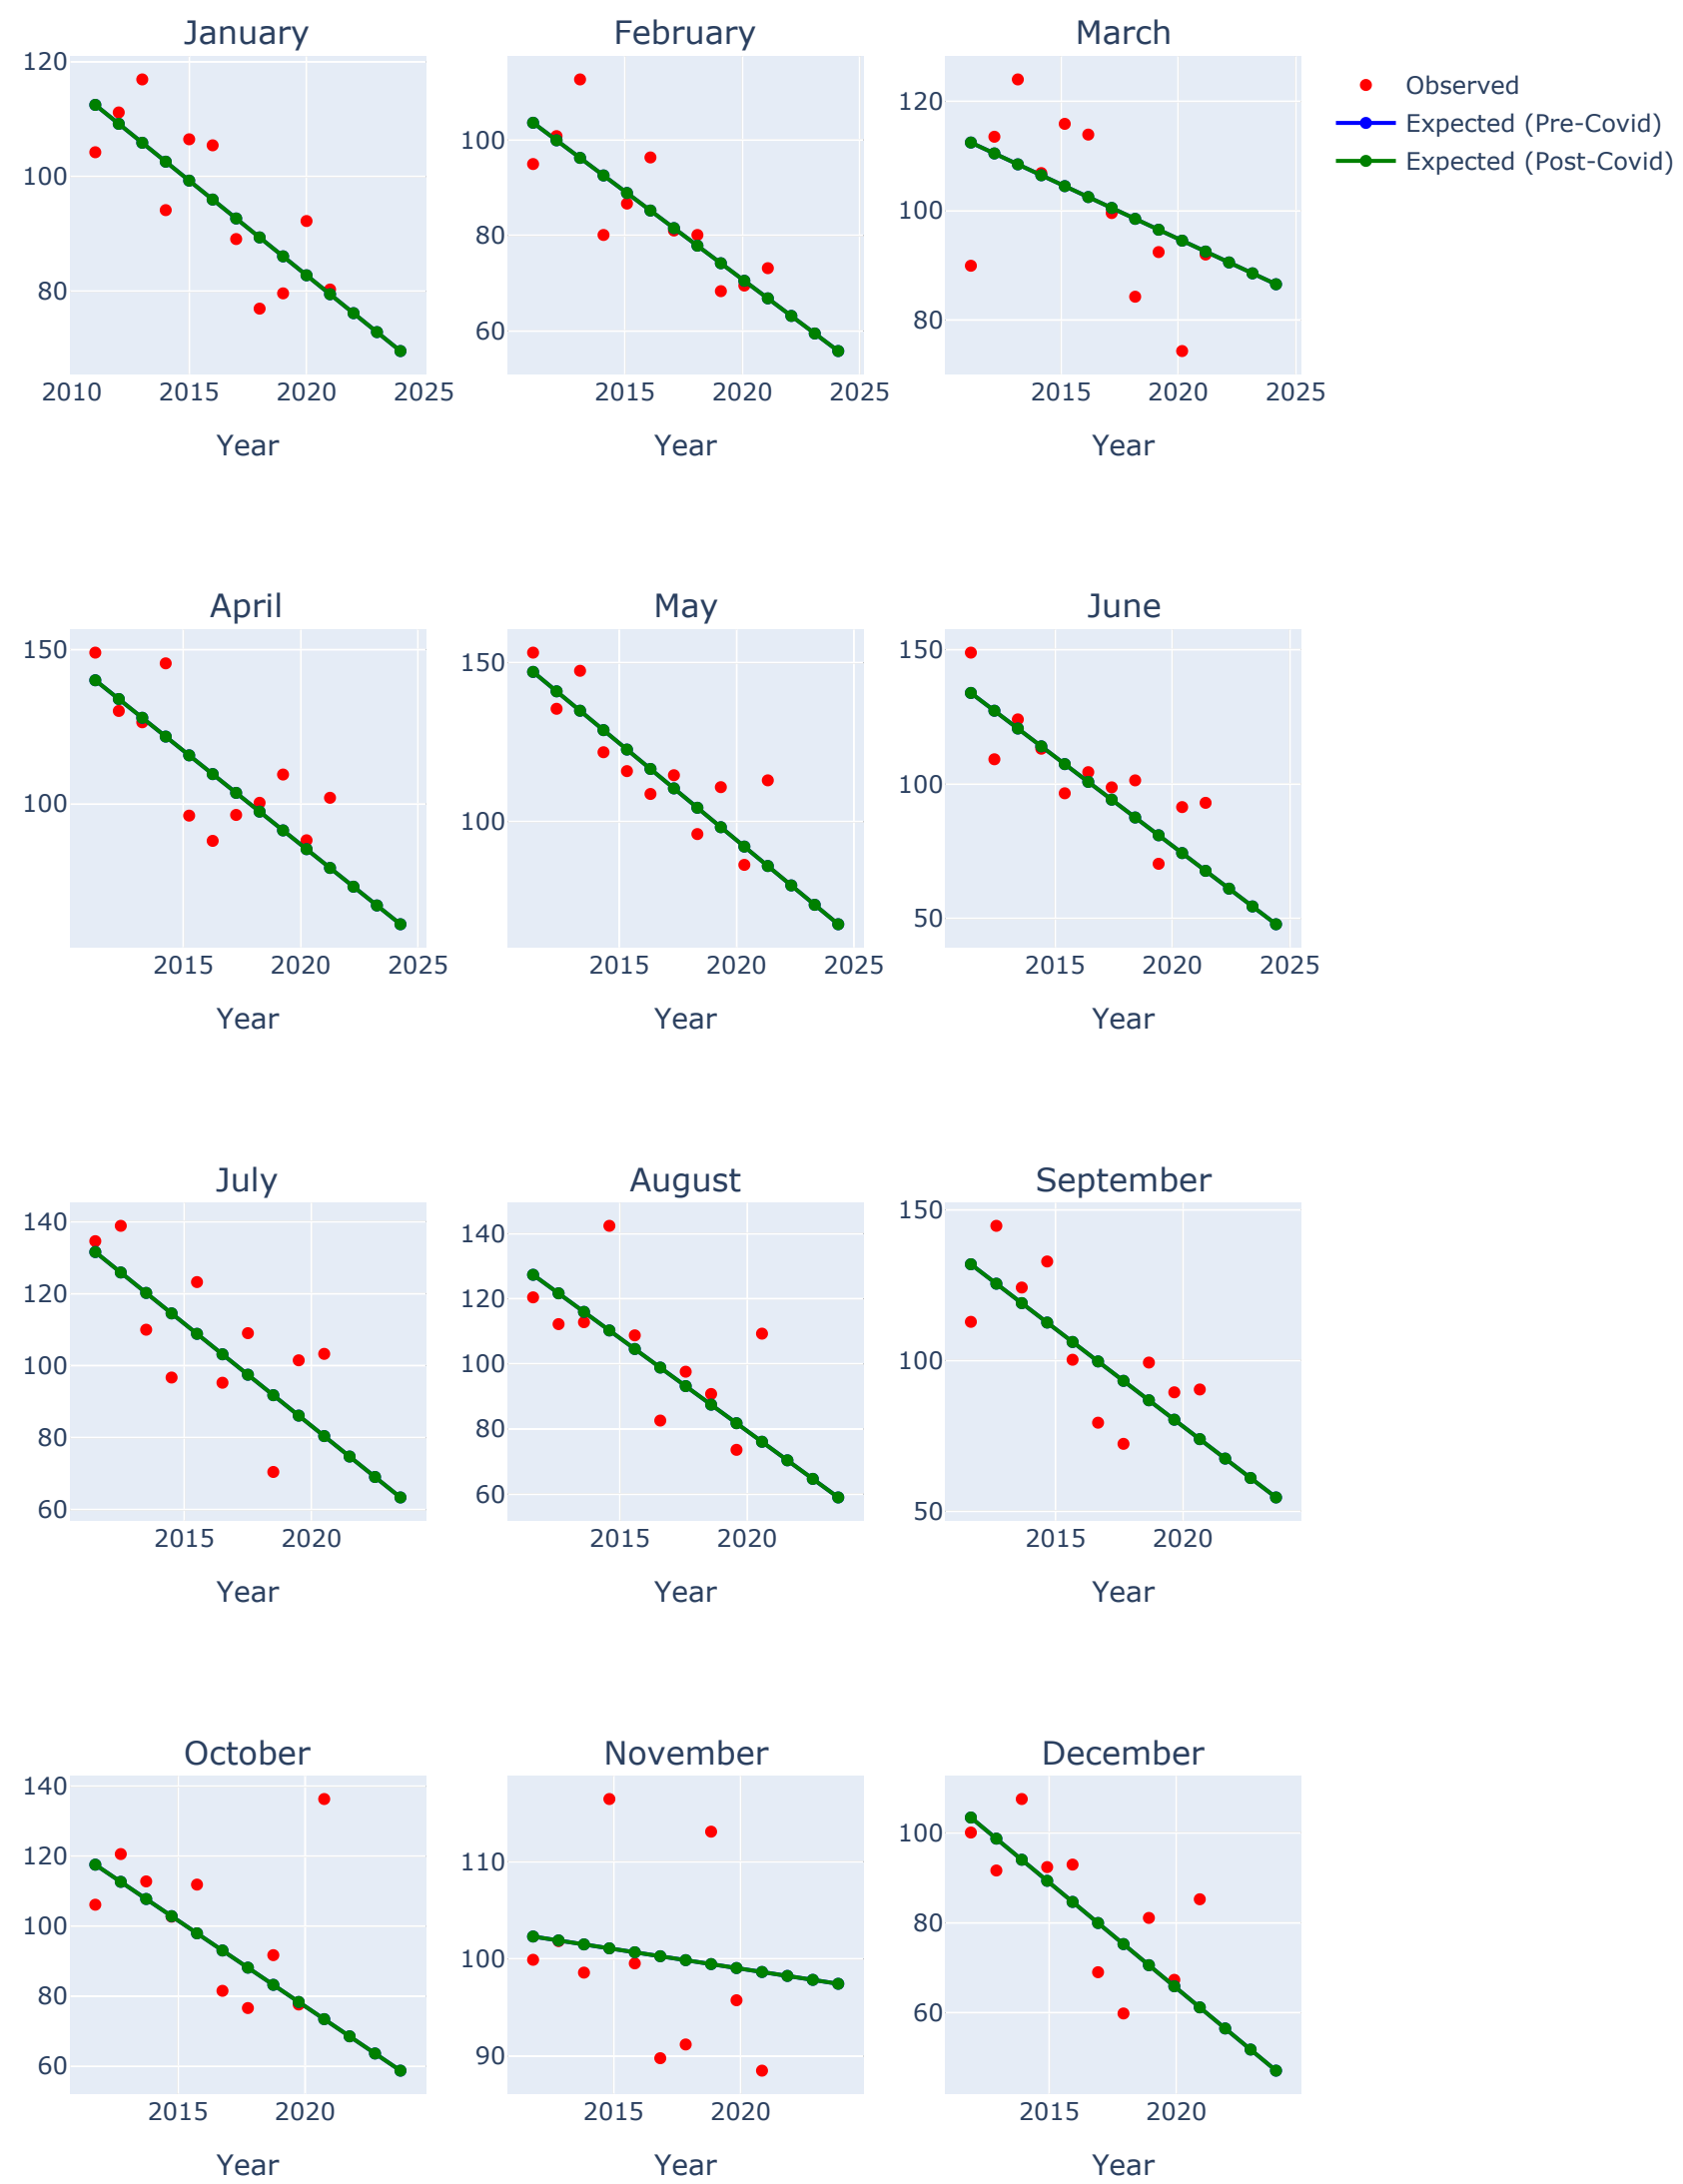 January
February
March
120
100
80
2010
2015
2020
2025
Year
100
80
60
2015
2020
2025
Year
120
100
80
2015
2020
2025
Year
Observed
Expected (Pre-Covid)
Expected (Post-Covid)
April
May
June
150
100
2015
2020
2025
Year
150
100
2015
2020
2025
Year
150
100
50
2015
2020
2025
Year
July
August
September
140
120
100
80
60
2015
2020
Year
140
120
100
80
60
2015
2020
Year
150
100
50
2015
2020
Year
October
November
December
140
120
100
80
60
2015
2020
Year
110
100
90
2015
2020
Year
100
80
60
2015
2020
Year